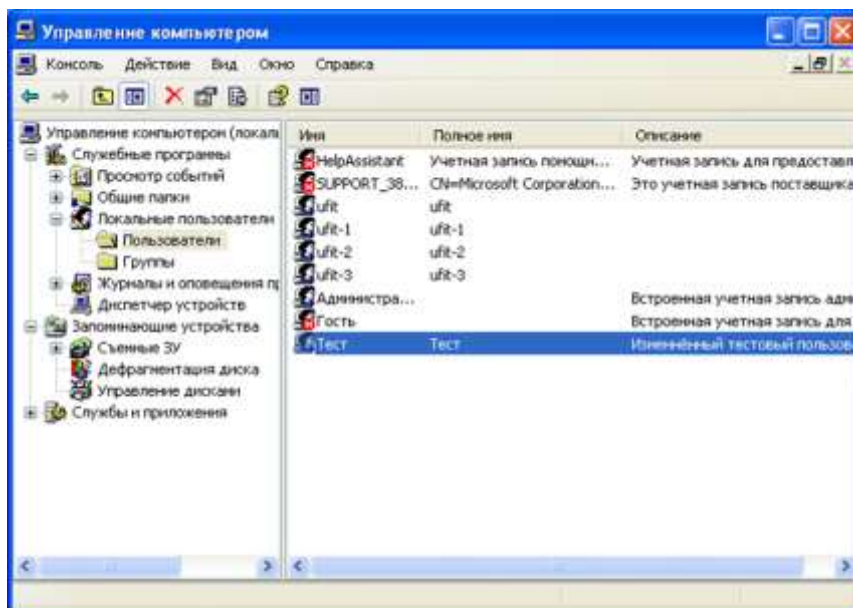 Управление компьютером
Консоль Действие Вид Окно Справка
Управление компьютером (локаль
Служебные программы
Просмотр событий
Общие папки
Локальные пользователи
Пользователи
Группы
Журналы и оповещения пр
Диспетчер устройств
Запоминающие устройства
Съемные ЗУ
Дефрагментация диска
Управление дисками
Службы и приложения
Имя Полное имя Описание
HelpAssistant Учетная запись помощн... Учетная запись для предоставл
SUPPORT_38... CN=Microsoft Corporation... Это учетная запись поставщика
ufit ufit
ufit-1 ufit-1
ufit-2 ufit-2
ufit-3 ufit-3
Администра... Встроенная учетная запись адм
Гость Встроенная учетная запись для
Тест Тест Изменнённый тестовый пользов